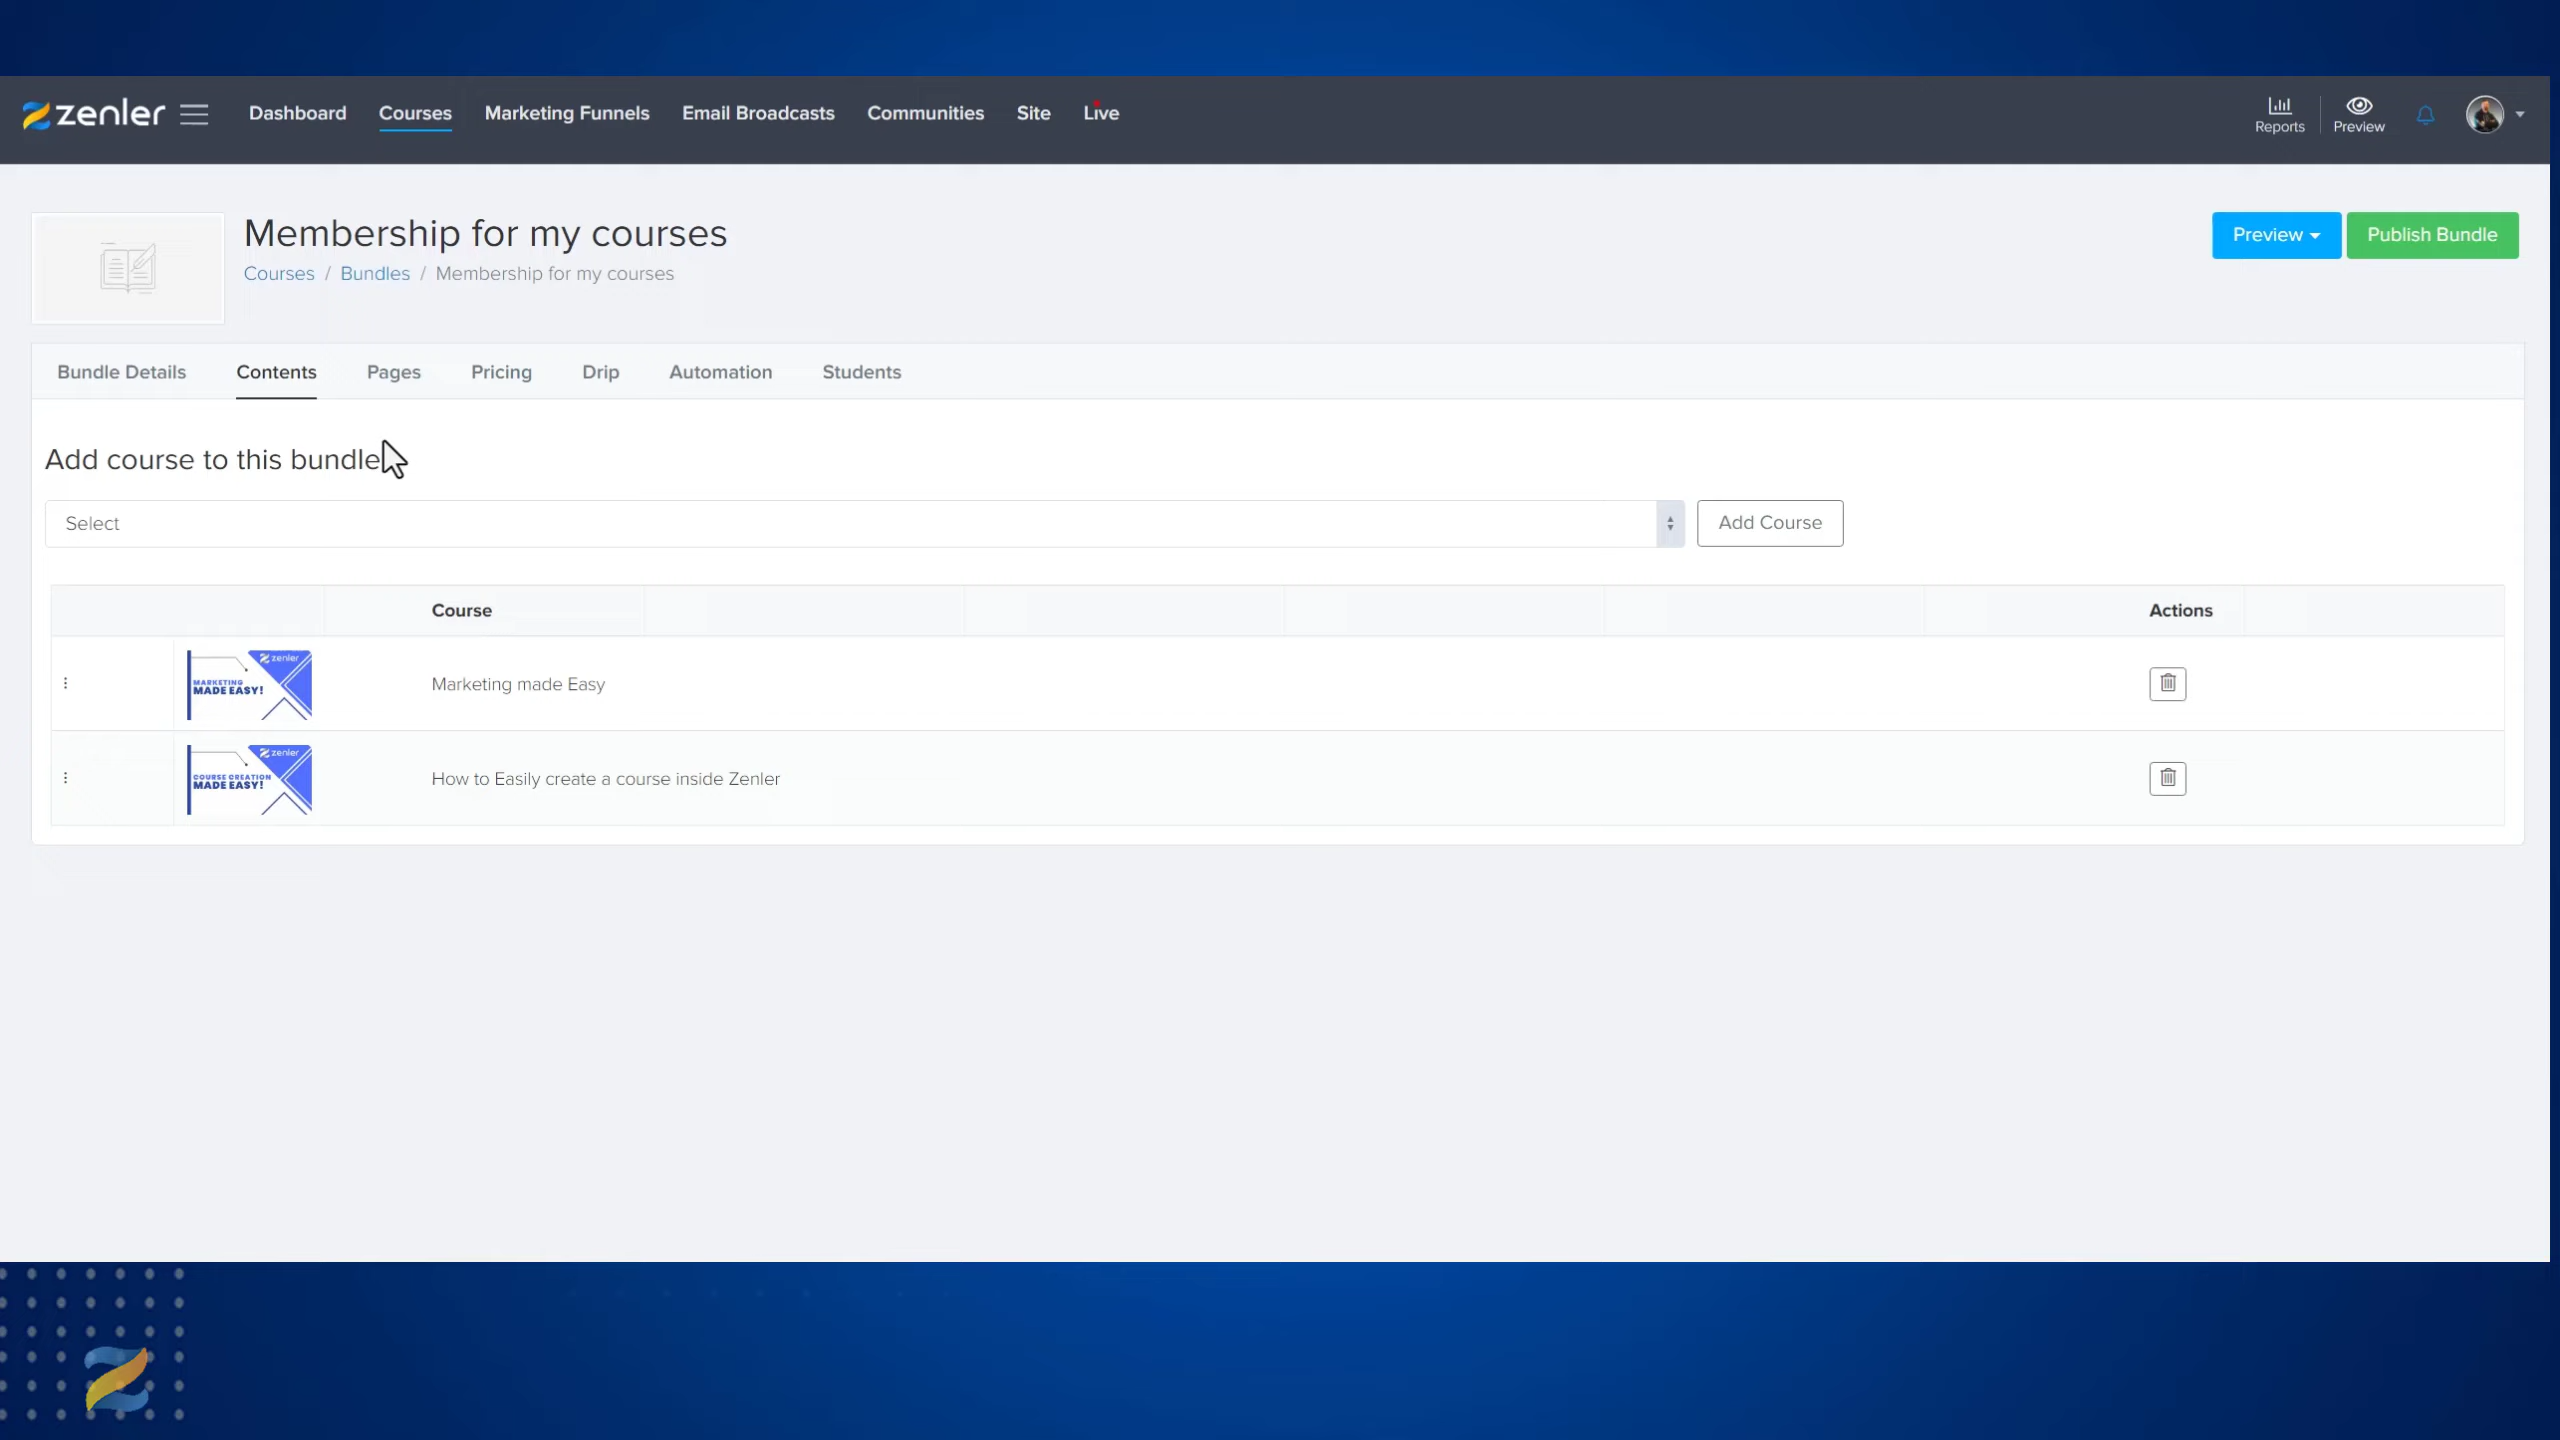 zenler
Dashboard
Courses
Marketing Funnels
Email Broadcasts
Communities
Site
Live
Reports
Preview
Membership for my courses
Courses / Bundles / Membership for my courses
Preview
Publish Bundle
Bundle Details
Contents
Pages
Pricing
Drip
Automation
Students
Add course to this bundle
Select
Add Course
Course
Actions
zenler
MARKETING
MADE EASY!
Marketing made Easy
zenler
COURSE CREATION
MADE EASY!
How to Easily create a course inside Zenler